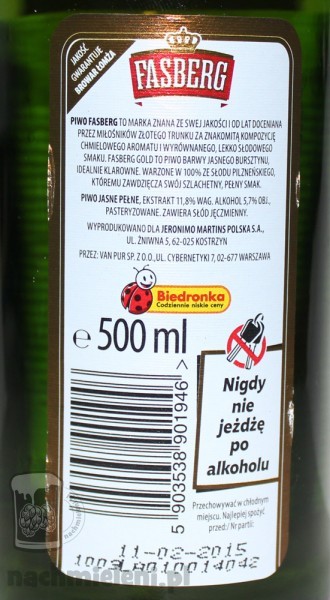 JAKOŚĆ
GWARANTUJE
BROWAR ŁOMŻA
FASBERG
PIWO FASBERG TO MARKA ZNANA ZE SWEJ JAKOŚCI I OD LAT DOCENIANA
PRZEZ MIŁOŚNIKÓW ZŁOTEGO TRUNKU ZA ZNAKOMITĄ KOMPOZYCJĘ
CHMIELOWEGO AROMATU I WYRÓWNANEGO, LEKKO SŁODOWEGO
SMAKU. FASBERG GOLD TO PIWO BARWY JASNEGO BURSZTYNU,
IDEALNIE KLAROWNE. WARZONE W 100% ZE SŁODU PILZNEŃSKIEGO,
KTÓREMU ZAWDZIĘCZA SWÓJ SZLACHETNY, PEŁNY SMAK.
PIWO JASNE PEŁNE, EKSTRAKT 11,8% WAG. ALKOHOL 5,7% OBJ.,
PASTERYZOWANE. ZAWIERA SŁÓD JĘCZMIENNY.
WYPRODUKOWANO DLA JERONIMO MARTINS POLSKA S.A.,
UL. ŻNIWNA 5, 62-025 KOSTRZYN
PRZEZ: VAN PUR SP. Z O.O., UL. CYBERNETYKI 7, 02-677 WARSZAWA
Biedronka
Codziennie niskie ceny
e 500 ml
Nigdy
nie
jeżdżę
po
alkoholu
5 903538 901946 >
Przechowywać w chłodnym
miejscu. Najlepiej spożyć
przed:/ Nr partii:
11-02-2015
1003LA010014042
nachmieleni.pl